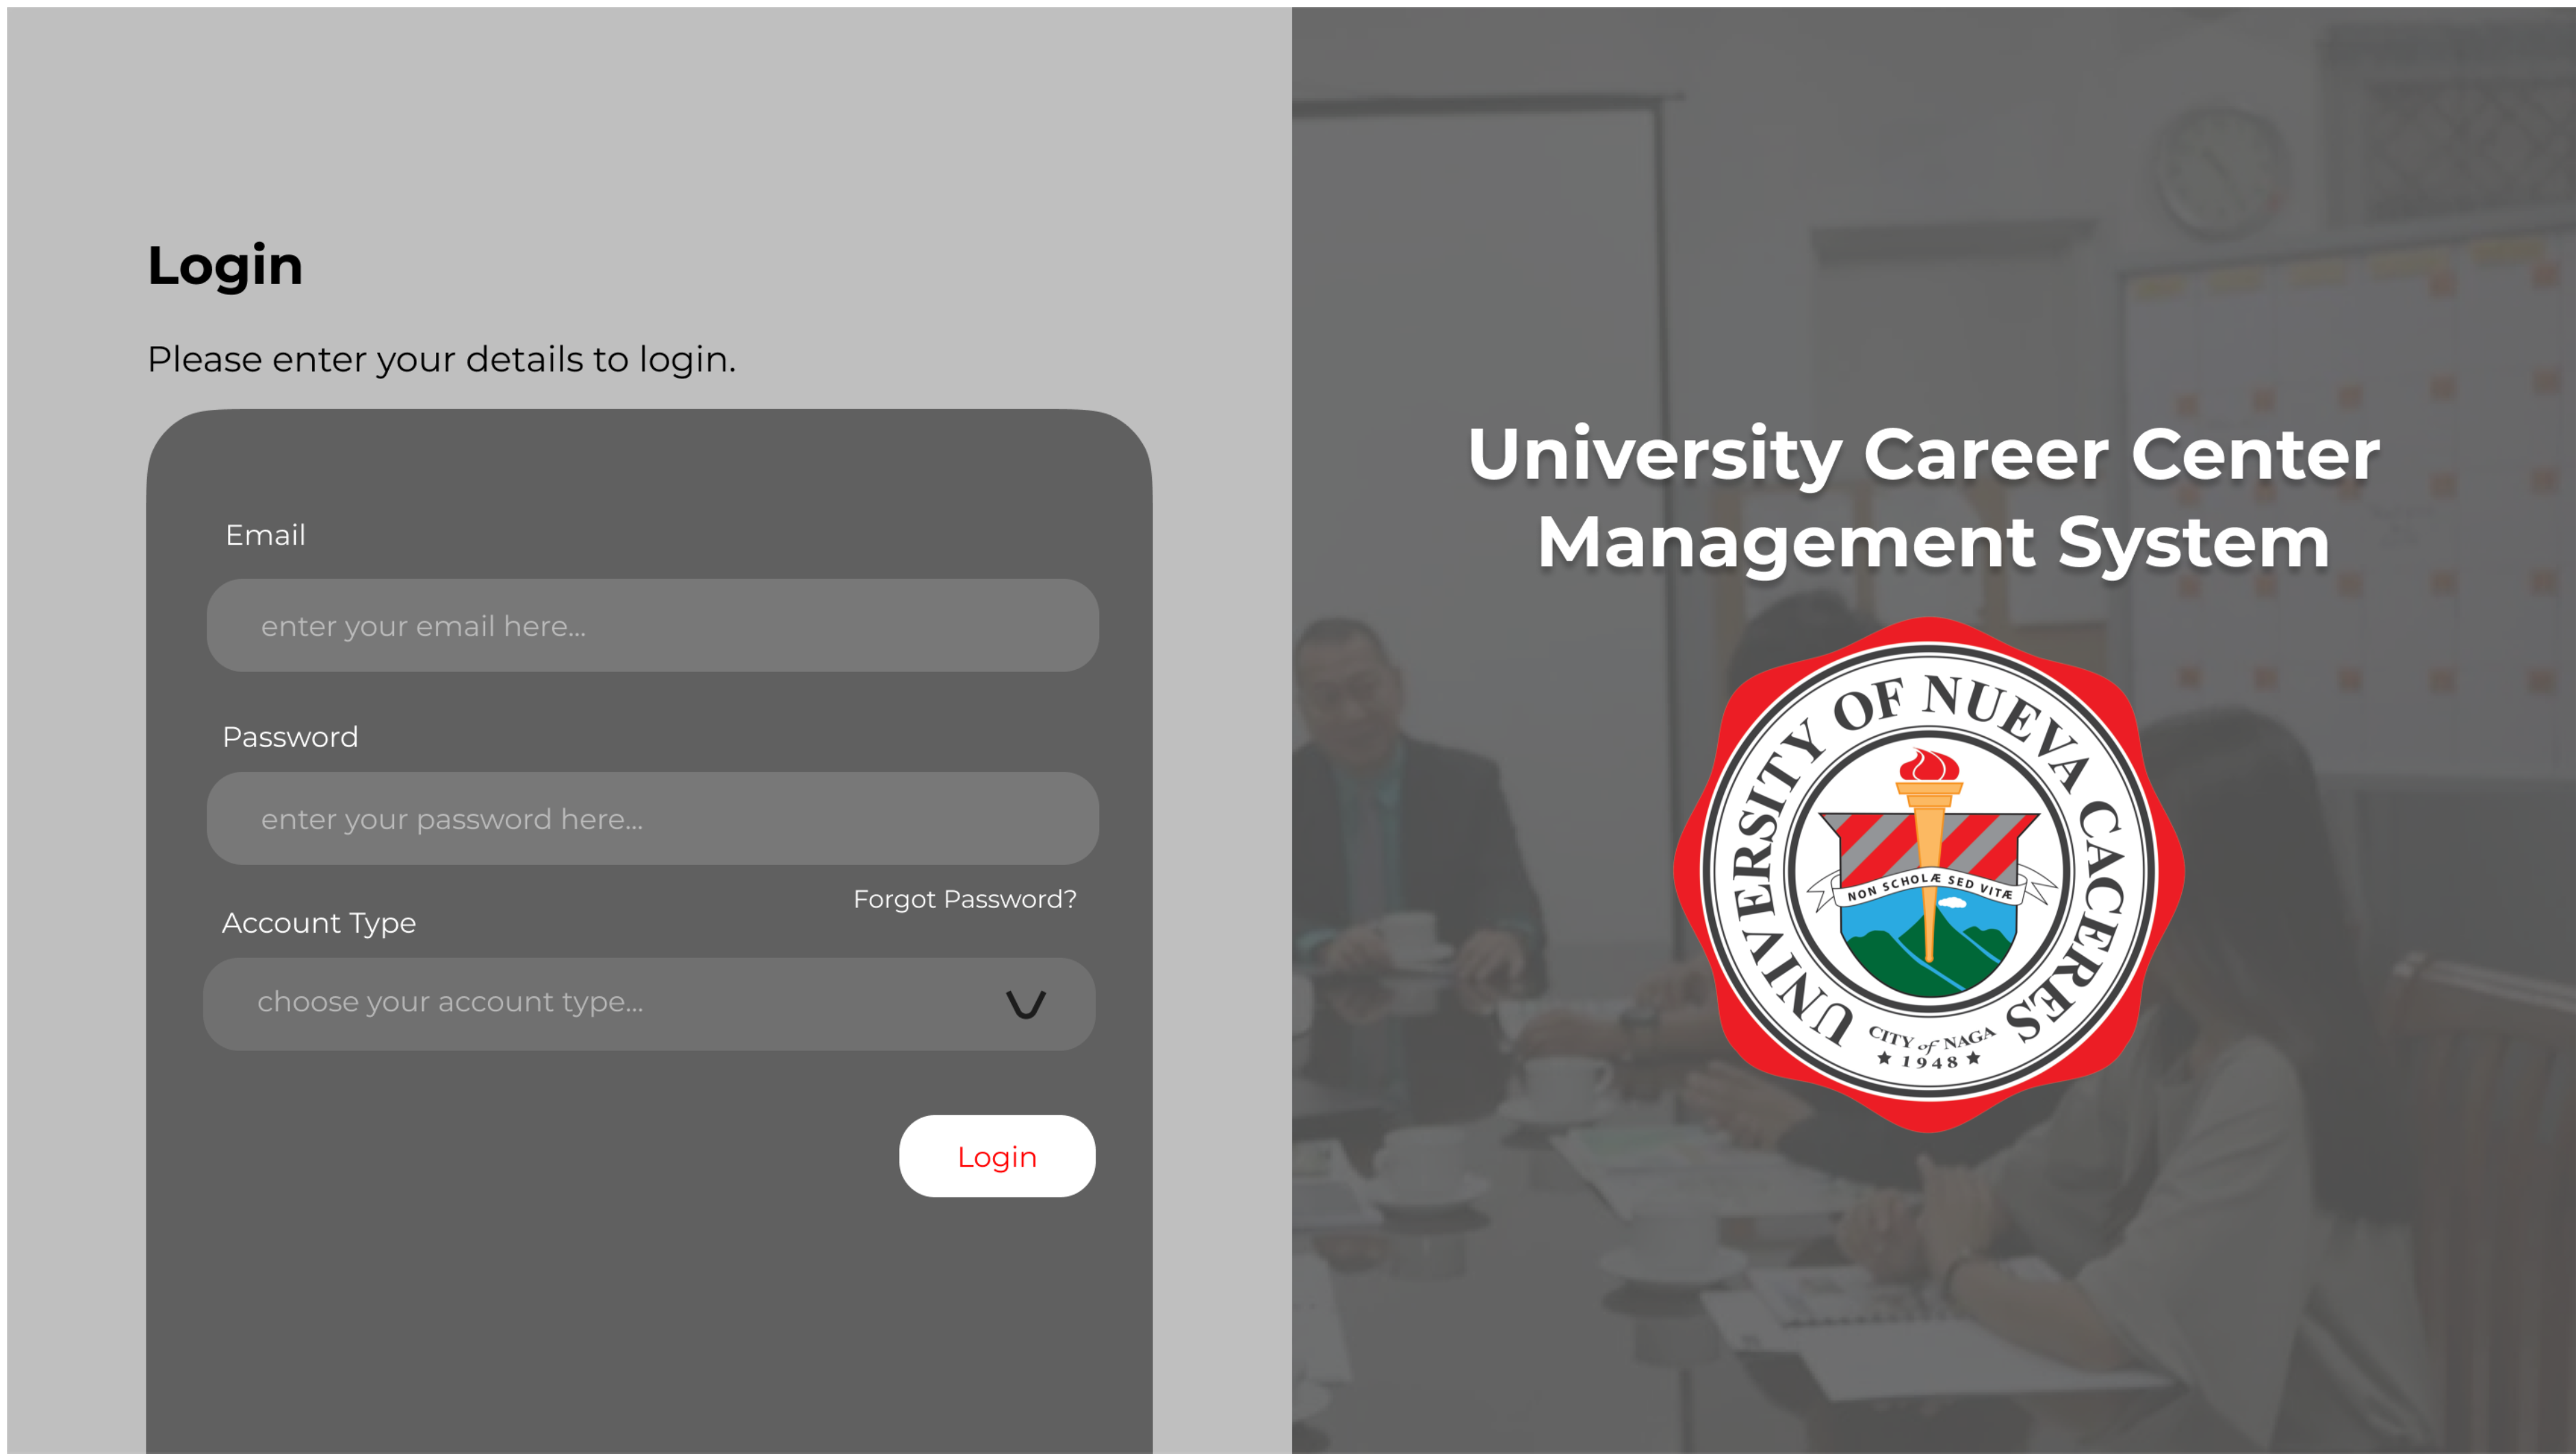 Login
Please enter your details to login.
Email
enter your email here...
Password
enter your password here...
Forgot Password?
Account Type
choose your account type...
Login
University Career Center
Management System
UNIVERSITY OF NUEVA CACERES
NON SCHOLÆ SED VITÆ
CITY of NAGA
★ 1948 ★